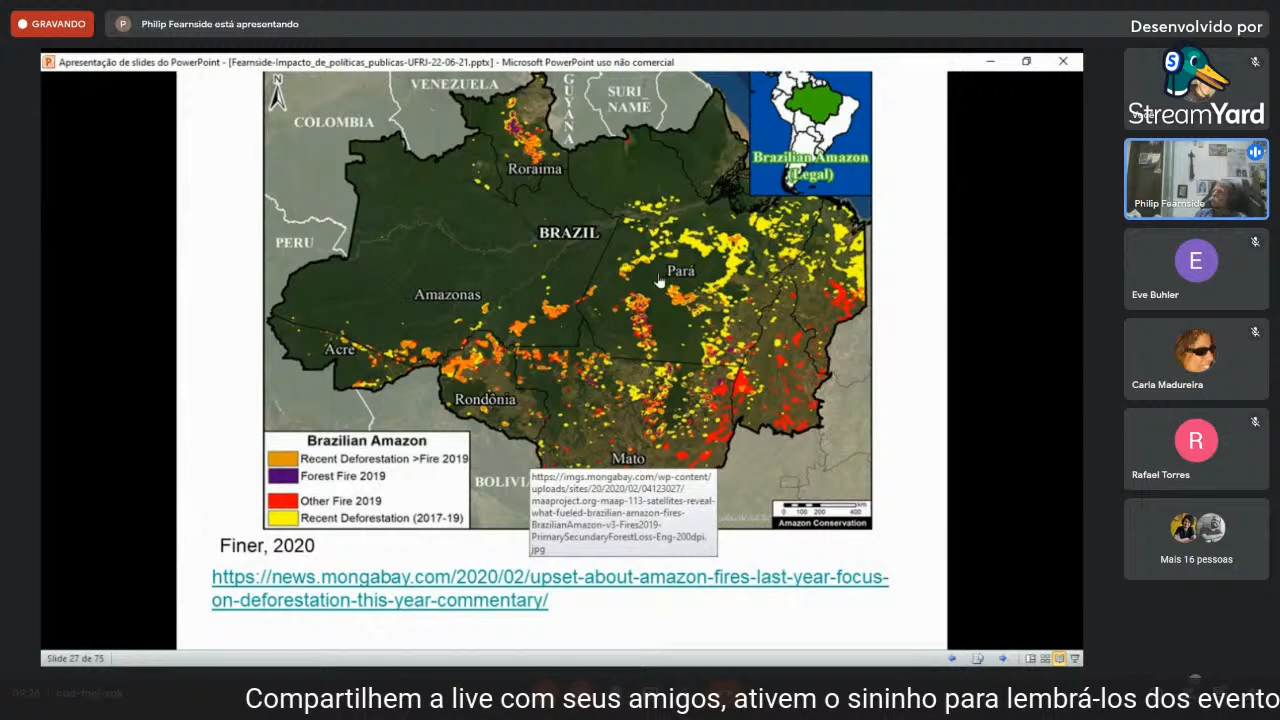 GRAVANDO
P
Philip Fearnside está apresentando
Desenvolvido por
S
StreamYard
Apresentação de slides do PowerPoint - [Fearnside-Impacto_de_políticas_publicas-UFRJ-22-06-21.pptx] - Microsoft PowerPoint uso não comercial
N
VENEZUELA
GUYANA
SURI_
NAME
COLOMBIA
Roraima
Brazilian Amazon
(Legal)
BRAZIL
PERU
Pará
Amazonas
Acre
Rondônia
Mato
BOLIVI
Brazilian Amazon
Recent Deforestation >Fire 2019
Forest Fire 2019
Other Fire 2019
Recent Deforestation (2017-19)
https://imgs.mongabay.com/wp-content/
uploads/sites/20/2020/02/04123027/
maaproject.org-maap-113-satellites-reveal-
what-fueled-brazilian-amazon-fires-
BrazilianAmazon-v3-Fires2019-
PrimarySecundaryForestLoss-Eng-200dpi.
jpg
km
0 100 200 400
Amazon Conservation
Finer, 2020
https://news.mongabay.com/2020/02/upset-about-amazon-fires-last-year-focus-
on-deforestation-this-year-commentary/
Slide 27 de 75
Philip Fearnside
E
Eve Buhler
Carla Madureira
R
Rafael Torres
Mais 16 pessoas
09:26
Compartilhem a live com seus amigos, ativem o sininho para lembrá-los dos evento